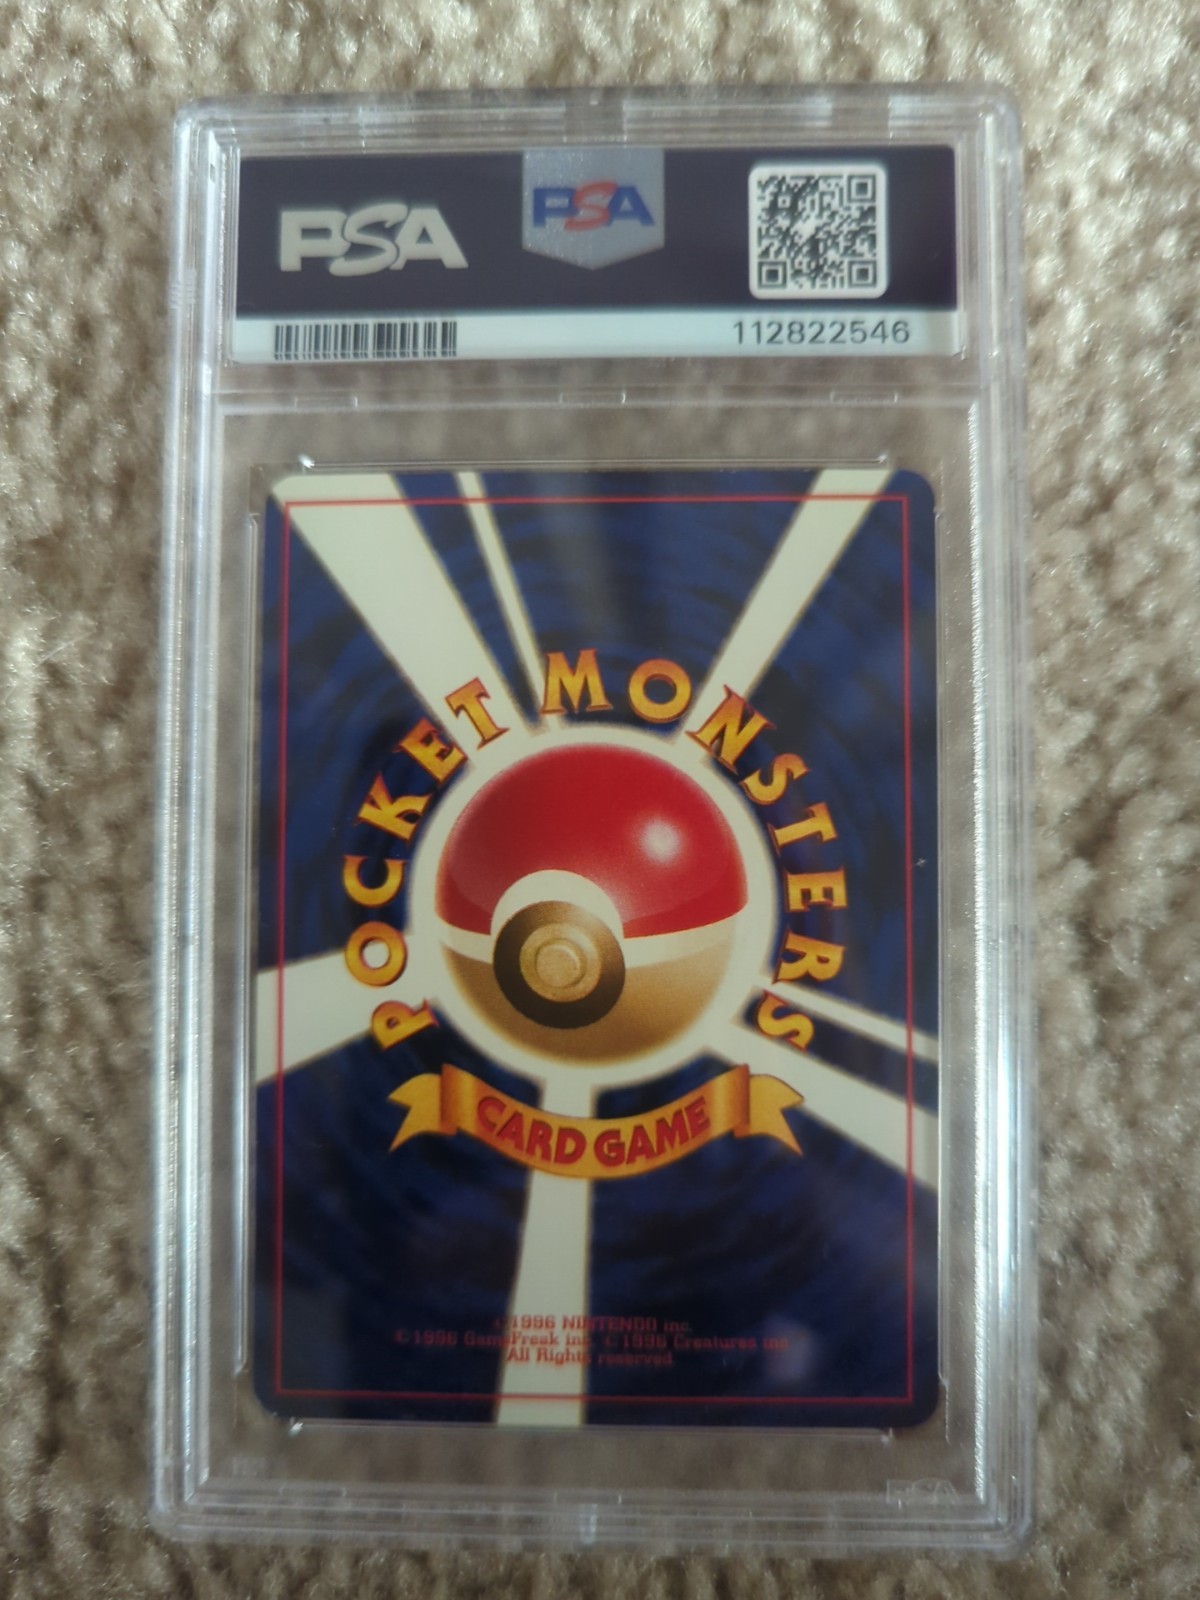 PSA
PSA
112822546
POCKET MONSTERS
CARD GAME
©1996 NINTENDO inc.
©1996 GameFreak inc. ©1996 Creatures inc.
All Rights reserved.
PSA